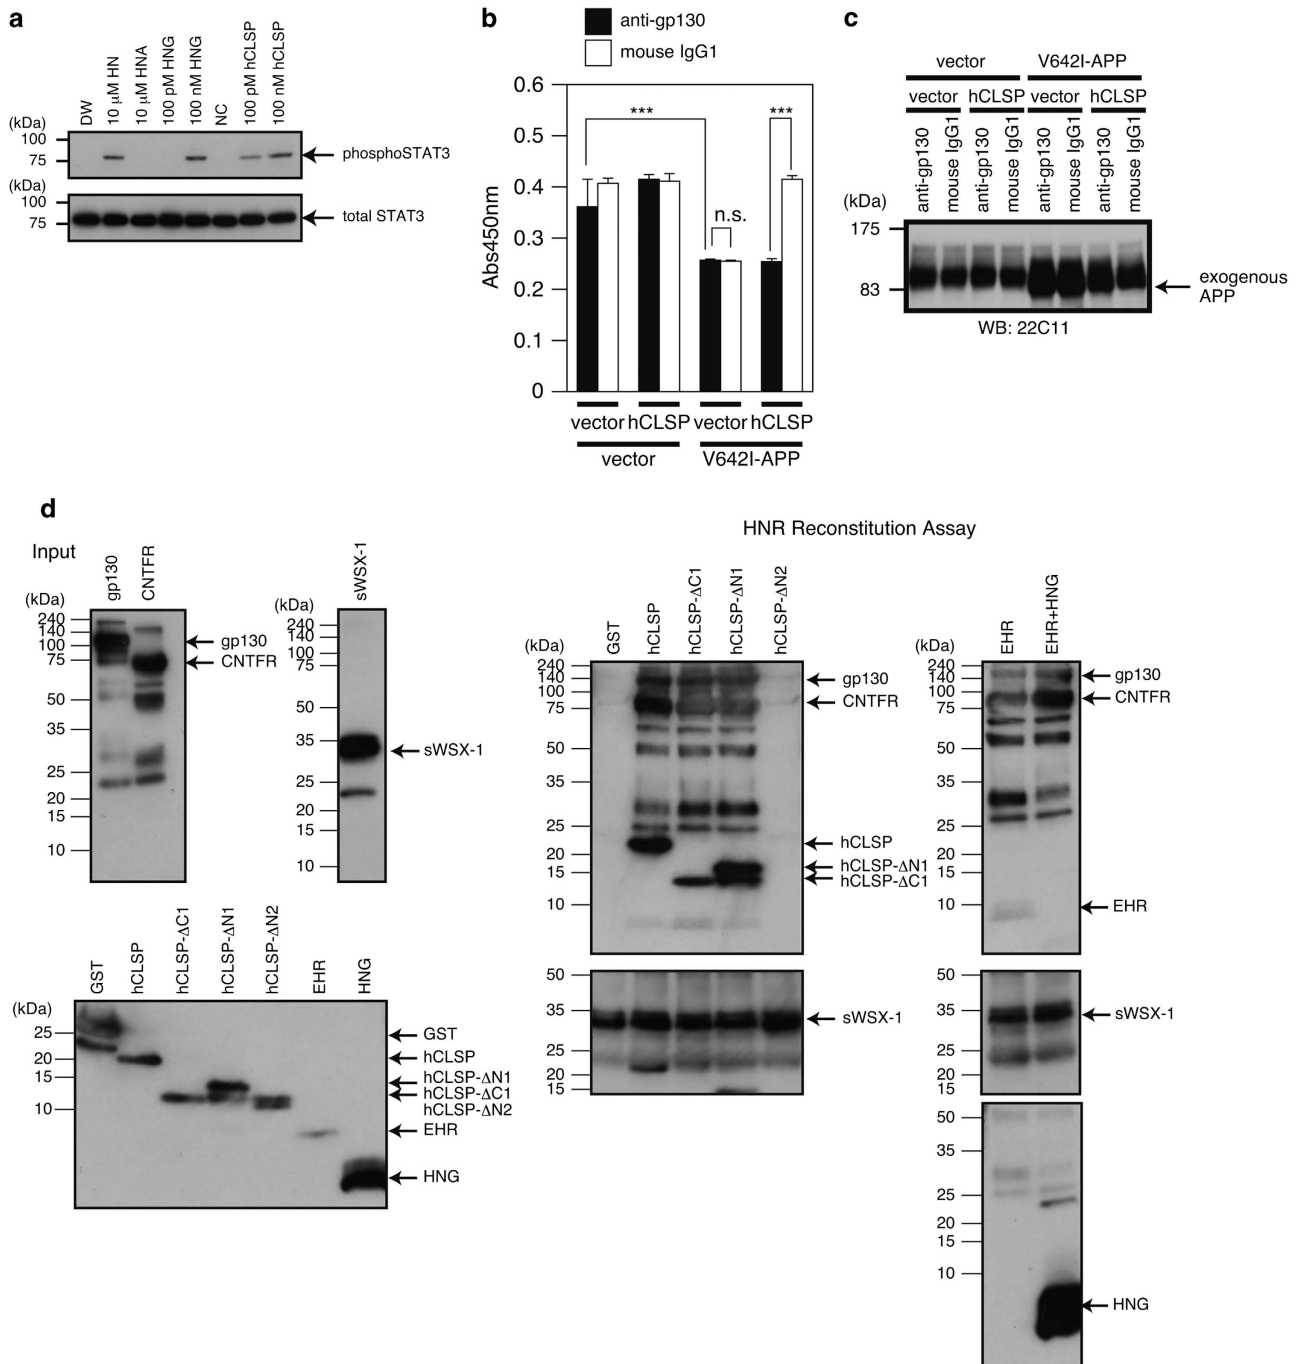 a
DW
10 μM HN
10 μM HNA
100 pM HNG
100 nM HNG
NC
100 pM hCLSP
100 nM hCLSP
(kDa)
100
75
phosphoSTAT3
(kDa)
100
75
total STAT3
b
anti-gp130
mouse IgG1
Abs450nm
0.6
0.5
0.4
0.3
0.2
0.1
0
***
n.s.
***
vector hCLSP vector hCLSP
vector V642I-APP
c
vector V642I-APP
vector hCLSP vector hCLSP
anti-gp130
mouse IgG1
anti-gp130
mouse IgG1
anti-gp130
mouse IgG1
anti-gp130
mouse IgG1
(kDa)
175
83
exogenous
APP
WB: 22C11
d
Input
gp130
CNTFR
(kDa)
240
140
100
75
50
35
25
20
15
10
gp130
CNTFR
sWSX-1
(kDa)
240
140
100
75
50
35
25
20
15
10
sWSX-1
GST
hCLSP
hCLSP-ΔC1
hCLSP-ΔN1
hCLSP-ΔN2
EHR
HNG
(kDa)
25
20
15
10
GST
hCLSP
hCLSP-ΔN1
hCLSP-ΔC1
hCLSP-ΔN2
EHR
HNG
HNR Reconstitution Assay
GST
hCLSP
hCLSP-ΔC1
hCLSP-ΔN1
hCLSP-ΔN2
(kDa)
240
140
100
75
50
35
25
20
15
10
gp130
CNTFR
hCLSP
hCLSP-ΔN1
hCLSP-ΔC1
50
35
25
20
15
sWSX-1
EHR
EHR+HNG
(kDa)
240
140
100
75
50
35
25
20
15
10
gp130
CNTFR
EHR
50
35
25
20
15
sWSX-1
50
35
25
20
15
10
HNG